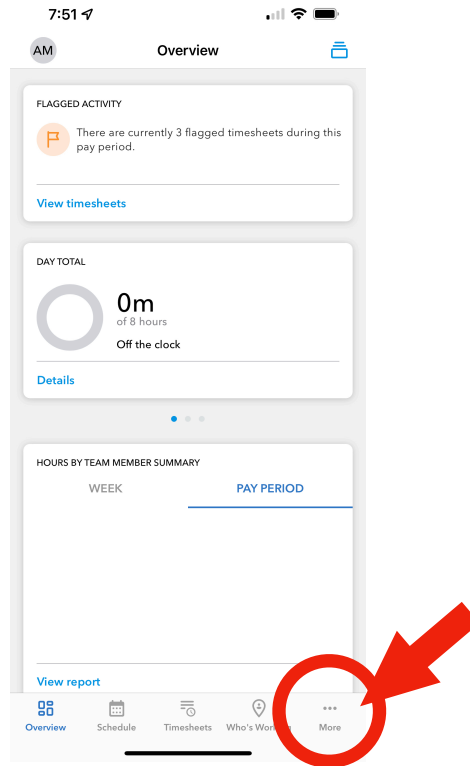 7:51
AM
Overview
FLAGGED ACTIVITY
There are currently 3 flagged timesheets during this
pay period.
View timesheets
DAY TOTAL
0m
of 8 hours
Off the clock
Details
HOURS BY TEAM MEMBER SUMMARY
WEEK PAY PERIOD
View report
Overview Schedule Timesheets Who's More